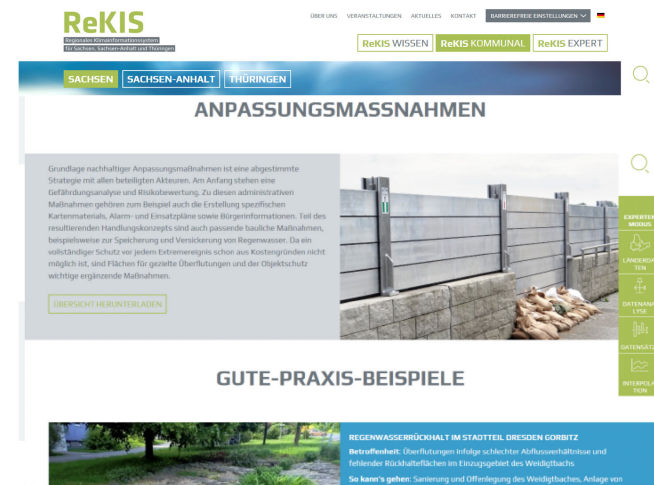 ÜBER UNS VERANSTALTUNGEN AKTUELLES KONTAKT BARRIEREFREIE EINSTELLUNGEN
ReKIS
Regionales Klimainformationssystem
für Sachsen, Sachsen-Anhalt und Thüringen
ReKIS WISSEN ReKIS KOMMUNAL ReKIS EXPERT
SACHSEN SACHSEN-ANHALT THÜRINGEN
ANPASSUNGSMASSNAHMEN
Grundlage nachhaltiger Anpassungsmaßnahmen ist eine abgestimmte
Strategie mit allen beteiligten Akteuren. Am Anfang stehen eine
Gefährdungsanalyse und Risikobewertung. Zu diesen administrativen
Maßnahmen gehören zum Beispiel auch die Erstellung spezifischen
Kartenmaterials, Alarm- und Einsatzpläne sowie Bürgerinformationen. Teil des
resultierenden Handlungskonzepts sind auch passende bauliche Maßnahmen,
beispielsweise zur Speicherung und Versickerung von Regenwasser. Da ein
vollständiger Schutz vor jedem Extremereignis schon aus Kostengründen nicht
möglich ist, sind Flächen für gezielte Überflutungen und der Objektschutz
wichtige ergänzende Maßnahmen.
ÜBERSICHT HERUNTERLADEN
EXPERTEN
MODUS
LÄNDERDA
TEN
DATENANA
LYSE
DATENSÄTZ
INTERPOLA
TION
GUTE-PRAXIS-BEISPIELE
REGENWASSERRÜCKHALT IM STADTTEIL DRESDEN GORBITZ
Betroffenheit: Überflutungen infolge schlechter Abflussverhältnisse und
fehlender Rückhalteflächen im Einzugsgebiet des Weidigtbachs
So kann's gehen: Sanierung und Offenlegung des Weidigtbaches, Anlage von